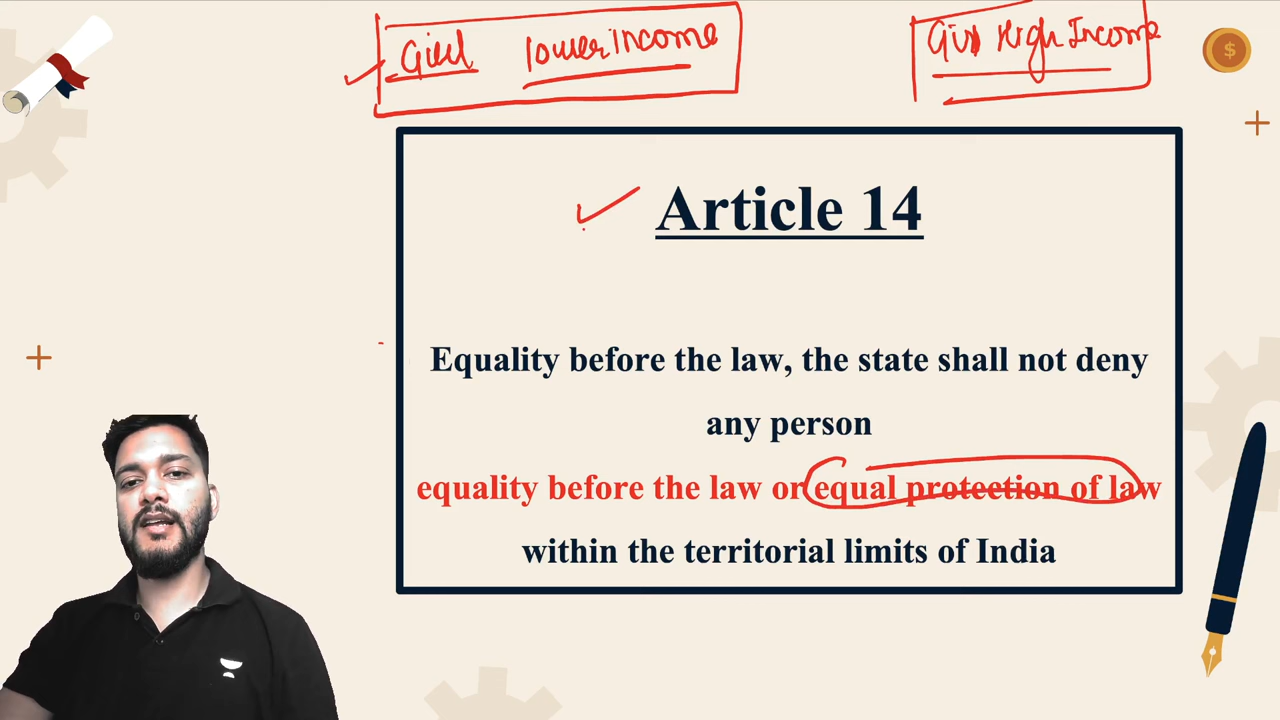 Girl lower income
Girl High Income
Article 14
Equality before the law, the state shall not deny
any person
equality before the law or equal protection of law
within the territorial limits of India